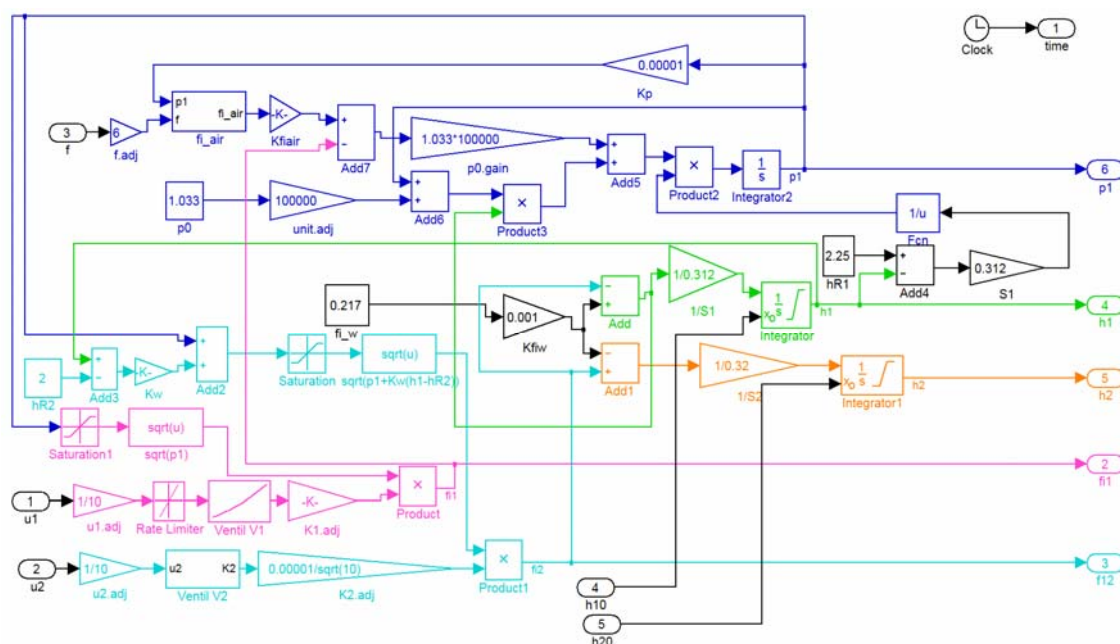 1
Clock
time
0.00001
Kp
p1
f
fi_air
fi_air
-K-
Kfiair
3
f
6
f.adj
+
-
Add7
1.033*100000
p0.gain
+
+
Add5
×
Product2
1
s
Integrator2
p1
6
p1
1.033
p0
100000
unit.adj
+
+
Add6
×
Product3
1/u
Fcn
2.25
hR1
+
-
Add4
0.312
S1
0.217
fi_w
0.001
Kfiw
-
+
Add
1/0.312
1/S1
1
s
xo
Integrator
h1
4
h1
2
hR2
+
-
Add3
-K-
Kw
+
+
Add2
Saturation
sqrt(u)
sqrt(p1+Kw(h1-hR2))
-
+
Add1
1/0.32
1/S2
1
s
xo
Integrator1
h2
5
h2
Saturation1
sqrt(u)
sqrt(p1)
×
Product
fi1
2
fi1
1
u1
1/10
u1.adj
Rate Limiter
Ventil V1
-K-
K1.adj
2
u2
1/10
u2.adj
u2
K2
Ventil V2
0.00001/sqrt(10)
K2.adj
×
Product1
fi2
3
f12
4
h10
5
h20